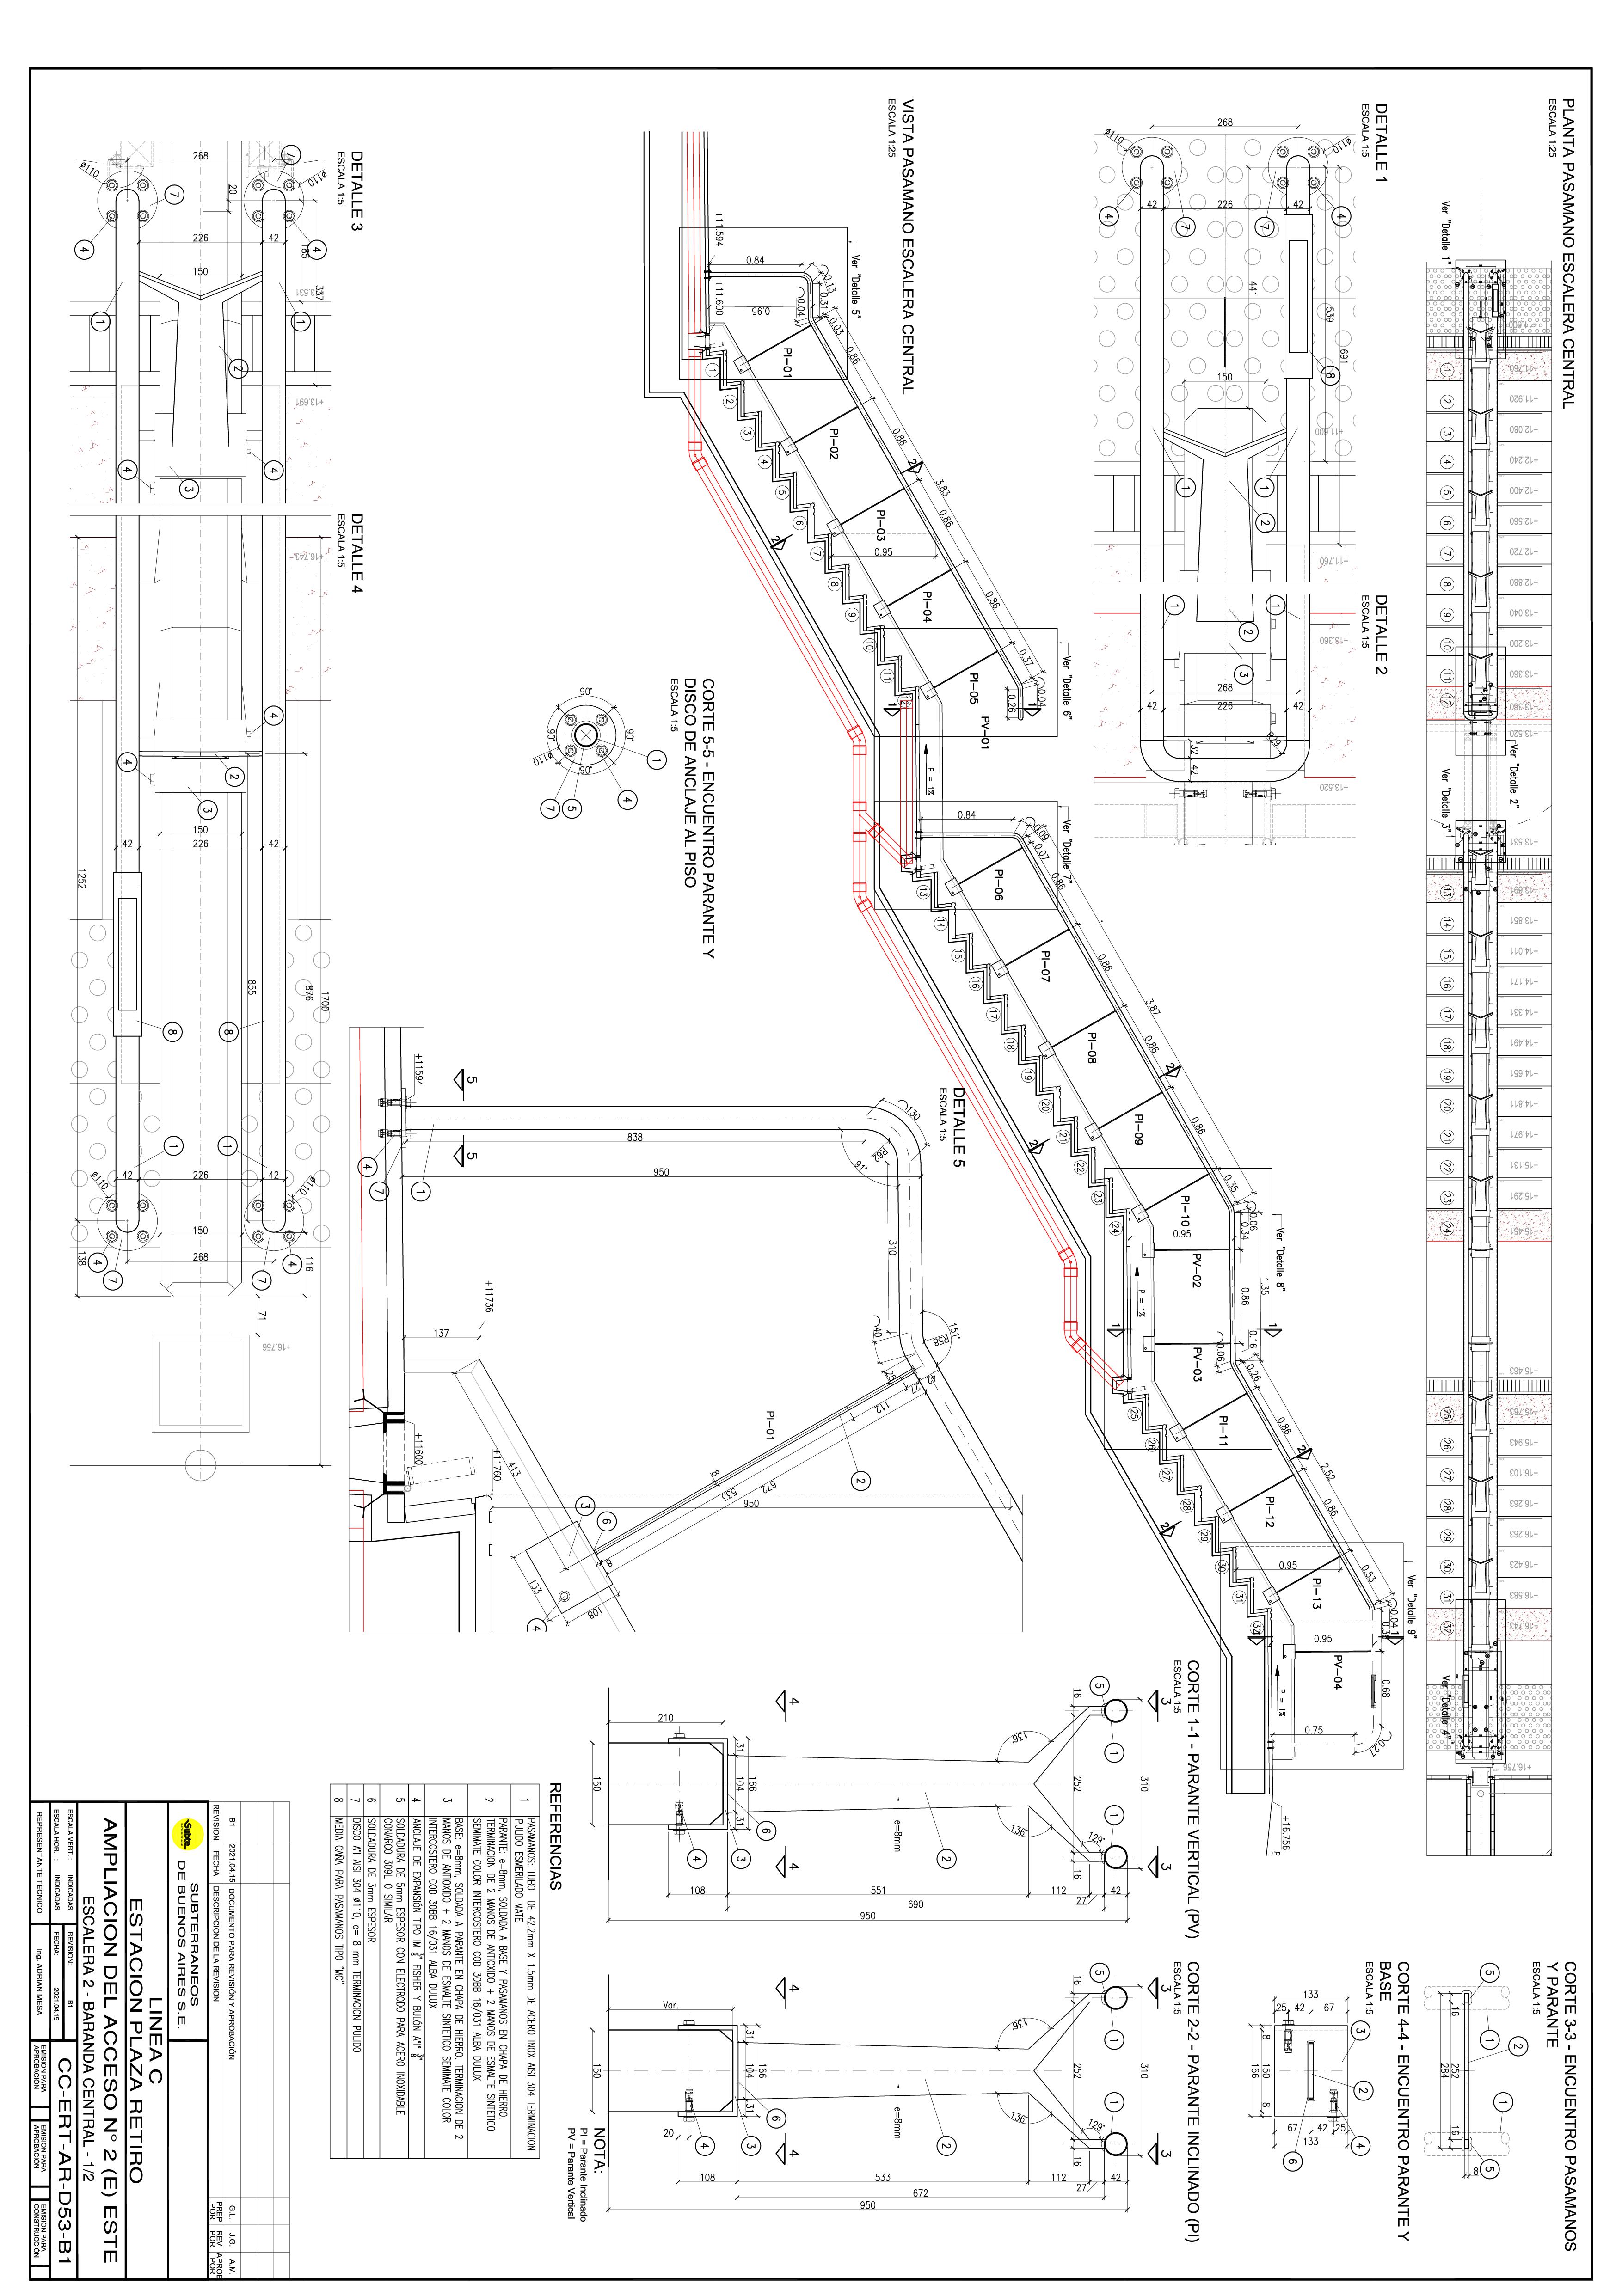 PLANTA PASAMANO ESCALERA CENTRAL
ESCALA 1:25
+11.920
+12.080
+12.240
+12.400
+12.560
+12.720
+12.880
+13.040
+13.200
+13.360
+13.520
+13.531
+13.851
+14.011
+14.171
+14.331
+14.491
+14.651
+14.811
+14.971
+15.131
+15.291
+15.463
+15.943
+16.103
+16.263
+16.263
+16.423
+16.583
+16.743
+16.756
Ver "Detalle 1"
Ver "Detalle 2"
Ver "Detalle 3"
Ver "Detalle 4"
1 2 3 4 5 6 7 8 9 10 11 12 13 14 15 16 17 18 19 20 21 22 23 24 25 26 27 28 29 30 31 32
CORTE 3-3 - ENCUENTRO PASAMANOS
Y PARANTE
ESCALA 1:5
2
1
5
1
5
8
16 252 16
284
CORTE 4-4 - ENCUENTRO PARANTE Y
BASE
ESCALA 1:5
3
2
4
6
133
67
42
25
25
42
67
133
8 150 8
166
DETALLE 1
ESCALA 1:5
ø110
4
691
539
8
+11.600
+11.760
42
7
1
2
441
268
226
150
7
1
42
ø110
4
DETALLE 2
ESCALA 1:5
+13.360
+13.520
1
42
R29
2
3
268
226
32 42
1
42
VISTA PASAMANO ESCALERA CENTRAL
ESCALA 1:25
Ver "Detalle 5"
Ver "Detalle 6"
Ver "Detalle 7"
Ver "Detalle 8"
Ver "Detalle 9"
0.13
0.31
0.03
0.04
0.84
0.95
+11.594
+11.600
0.86
0.86
3.83
0.86
0.86
0.37
0.04
0.26
0.95
PI-01
PI-02
PI-03
PI-04
PI-05
PV-01
P = 1%
0.09
0.07
0.84
0.86
0.86
3.87
0.86
0.86
0.35
PI-06
PI-07
PI-08
PI-09
PI-10
0.06
0.34
1.35
0.86
0.16
0.26
0.06
0.95
PV-02
PV-03
P = 1%
0.86
2.52
0.86
0.53
0.04
0.38
0.68
0.27
PI-11
PI-12
PI-13
PV-04
0.95
0.95
0.75
P = 1%
+16.756
1 2 3 4 5 6 7 8 9 10 11 12 13 14 15 16 17 18 19 20 21 22 23 24 25 26 27 28 29 30 31 32
CORTE 5-5 - ENCUENTRO PARANTE Y
DISCO DE ANCLAJE AL PISO
ESCALA 1:5
1
4
5
7
90°
90°
90°
90°
ø110
DETALLE 5
ESCALA 1:5
130
R62
91°
310
151°
R58
40
42
27
25
112
2
PI-01
672
950
533
8
950
838
6
3
8
108
4
133
413
+11736
+11760
137
5 5
+11594
+11600
1
7
4
CORTE 1-1 - PARANTE VERTICAL (PV)
ESCALA 1:5
3 3
310
1
1
5
42
129°
27
16 252 16
112
136°
136°
2
e=8mm
551
690
950
4 4
6
166
31 104 31
3
4
108
210
150
CORTE 2-2 - PARANTE INCLINADO (PI)
ESCALA 1:5
3 3
310
1
1
5
42
129°
27
16 252 16
112
136°
136°
2
e=8mm
533
672
950
4 4
6
166
31 104 31
3
4
108
20
Var.
150
NOTA:
PI = Parante Inclinado
PV = Parante Vertical
REFERENCIAS
1 PASAMANOS: TUBO DE 42.2mm X 1.5mm DE ACERO INOX AISI 304 TERMINACION
PULIDO ESMERILADO MATE
2 PARANTE: e=8mm, SOLDADA A BASE Y PASAMANOS EN CHAPA DE HIERRO.
TERMINACION DE 2 MANOS DE ANTIOXIDO + 2 MANOS DE ESMALTE SINTETICO
SEMIMATE COLOR INTERCOSTERO COD 30BB 16/031 ALBA DULUX
3 BASE: e=8mm, SOLDADA A PARANTE EN CHAPA DE HIERRO. TERMINACION DE 2
MANOS DE ANTIOXIDO + 2 MANOS DE ESMALTE SINTETICO SEMIMATE COLOR
INTERCOSTERO COD 30BB 16/031 ALBA DULUX
4 ANCLAJE DE EXPANSIÓN TIPO IM 3/8" FISHER Y BULÓN A°I° 3/8"
5 SOLDADURA DE 5mm ESPESOR CON ELECTRODO PARA ACERO INOXIDABLE
CONARCO 309L O SIMILAR
6 SOLDADURA DE 3mm ESPESOR
7 DISCO A°I AISI 304 ø110, e= 8 mm TERMINACION PULIDO
8 MEDIA CAÑA PARA PASAMANOS TIPO "MC"
DETALLE 3
ESCALA 1:5
ø110
4
337
185
+13.531
+13.691
7
1
42
4
20
2
268
226
150
3
7
4
1
ø110
4
DETALLE 4
ESCALA 1:5
+16.743
1700
876
ø110
116
4
4
42
42
7
71
+16.756
855
8
1
2
3
150
226
226
150
268
8
1
4
42
42
7
ø110
4
1252
138
B1 2021.04.15 DOCUMENTO PARA REVISIÓN Y APROBACIÓN G.L. J.G. A.M.
REVISION FECHA DESCRIPCION DE LA REVISION PREP POR REV POR APROB POR
Subte
SUBTERRANEOS
DE BUENOS AIRES S.E.
LINEA C
ESTACION PLAZA RETIRO
AMPLIACION DEL ACCESO N° 2 (E) ESTE
ESCALERA 2 - BARANDA CENTRAL - 1/2
ESCALA VERT. : INDICADAS REVISION: B1
ESCALA HOR. : INDICADAS FECHA: 2021.04.15
CC-ERT-AR-D53-B1
REPRESENTANTE TECNICO Ing. ADRIAN MESA
EMISION PARA APROBACIÓN
EMISION PARA APROBACIÓN
EMISION PARA CONSTRUCCIÓN